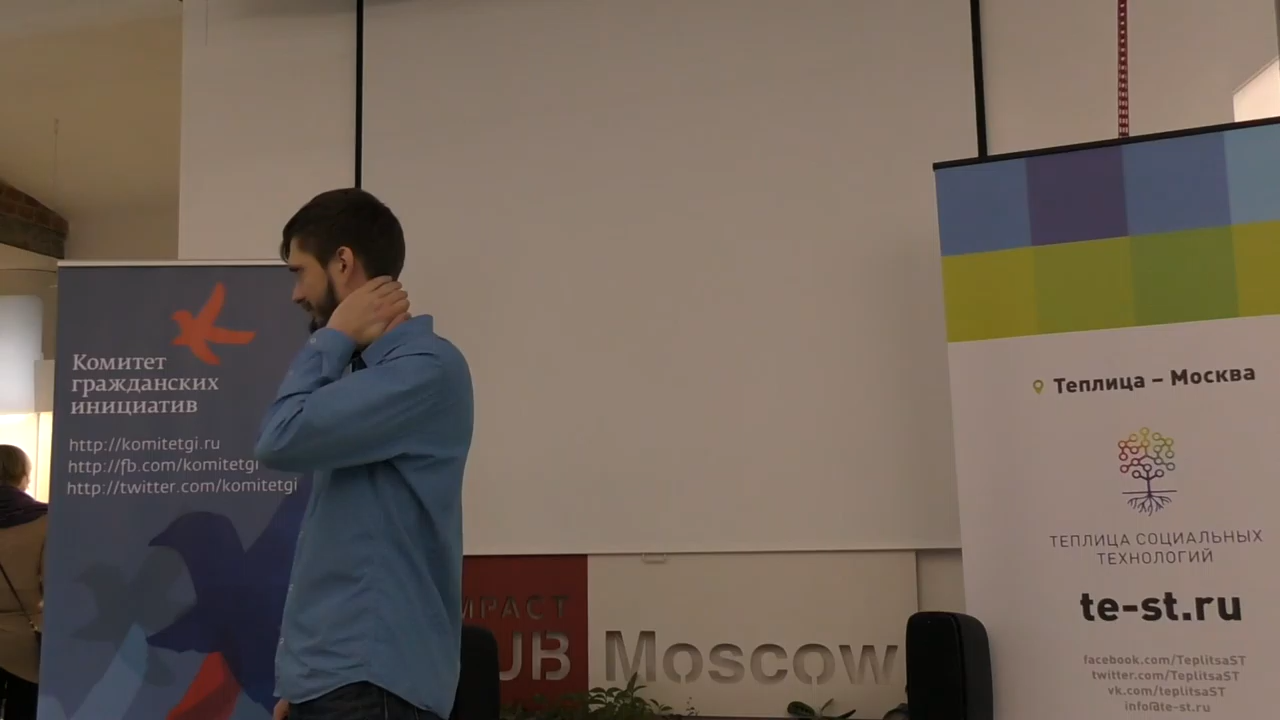 Комитет
гражданских
инициатив
http://komitetgi.ru
http://fb.com/komitetgi
http://twitter.com/komitetgi
MPACT
UB
Moscow
Теплица – Москва
ТЕПЛИЦА СОЦИАЛЬНЫХ
ТЕХНОЛОГИЙ
te-st.ru
facebook.com/TeplitsaST
twitter.com/TeplitsaST
vk.com/teplitsaST
info@te-st.ru